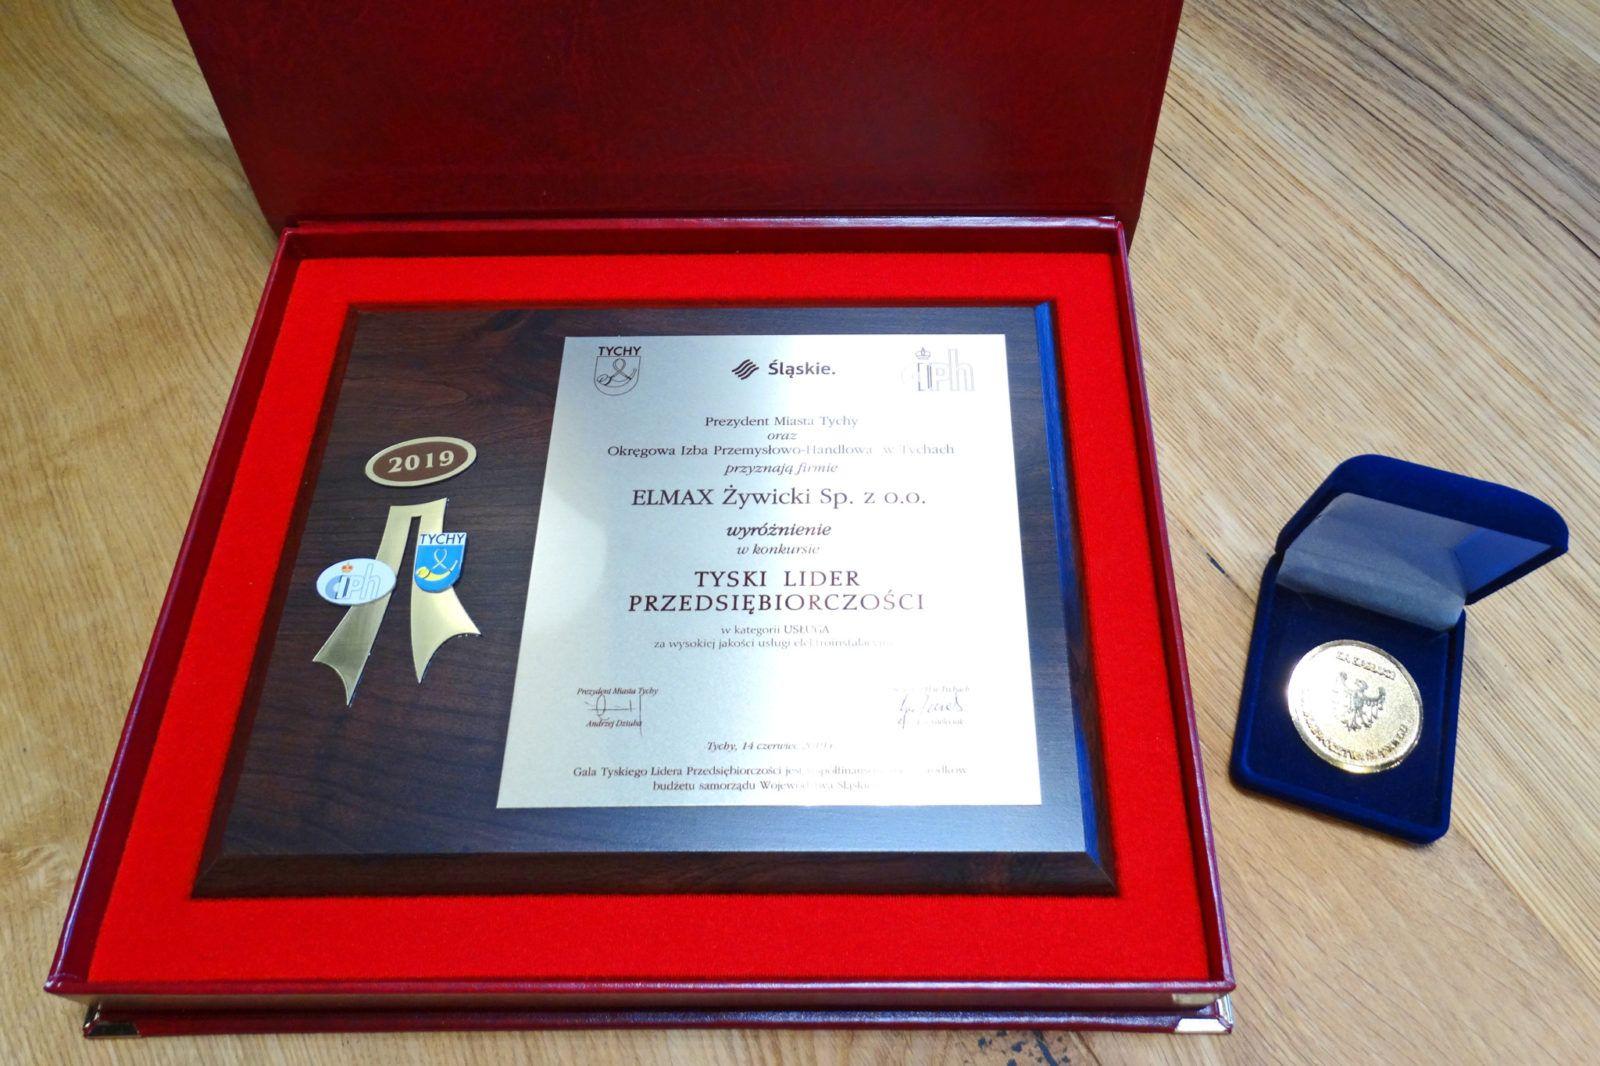 TYCHY
Śląskie.
iph
Prezydent Miasta Tychy
oraz
Okręgowa Izba Przemysłowo-Handlowa w Tychach
przyznają firmie
ELMAX Żywicki Sp. z o.o.
wyróżnienie
w konkursie
TYSKI LIDER
PRZEDSIĘBIORCZOŚCI
w kategorii USŁUGA
za wysokiej jakości usługi
Prezydent Miasta Tychy
Andrzej Dziuba
Tychy, 14 czerwiec
Gala Tyskiego Lidera Przedsiębiorczości jest
budżetu samorządu
2019
TYCHY
iph